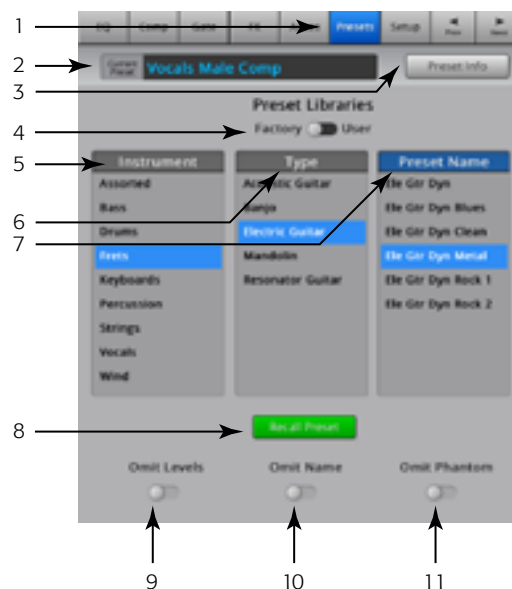 1
EQ Comp Gate FX Presets Setup Prev Next
2
Current Preset
Vocals Male Comp
Preset Info
3
Preset Libraries
4
Factory User
5
Instrument
Assorted
Bass
Drums
Frets
Keyboards
Percussion
Strings
Vocals
Wind
6
Type
Acoustic Guitar
Banjo
Electric Guitar
Mandolin
Resonator Guitar
7
Preset Name
Ele Gtr Dyn
Ele Gtr Dyn Blues
Ele Gtr Dyn Clean
Ele Gtr Dyn Metal
Ele Gtr Dyn Rock 1
Ele Gtr Dyn Rock 2
8
Recall Preset
Omit Levels Omit Name Omit Phantom
9 10 11